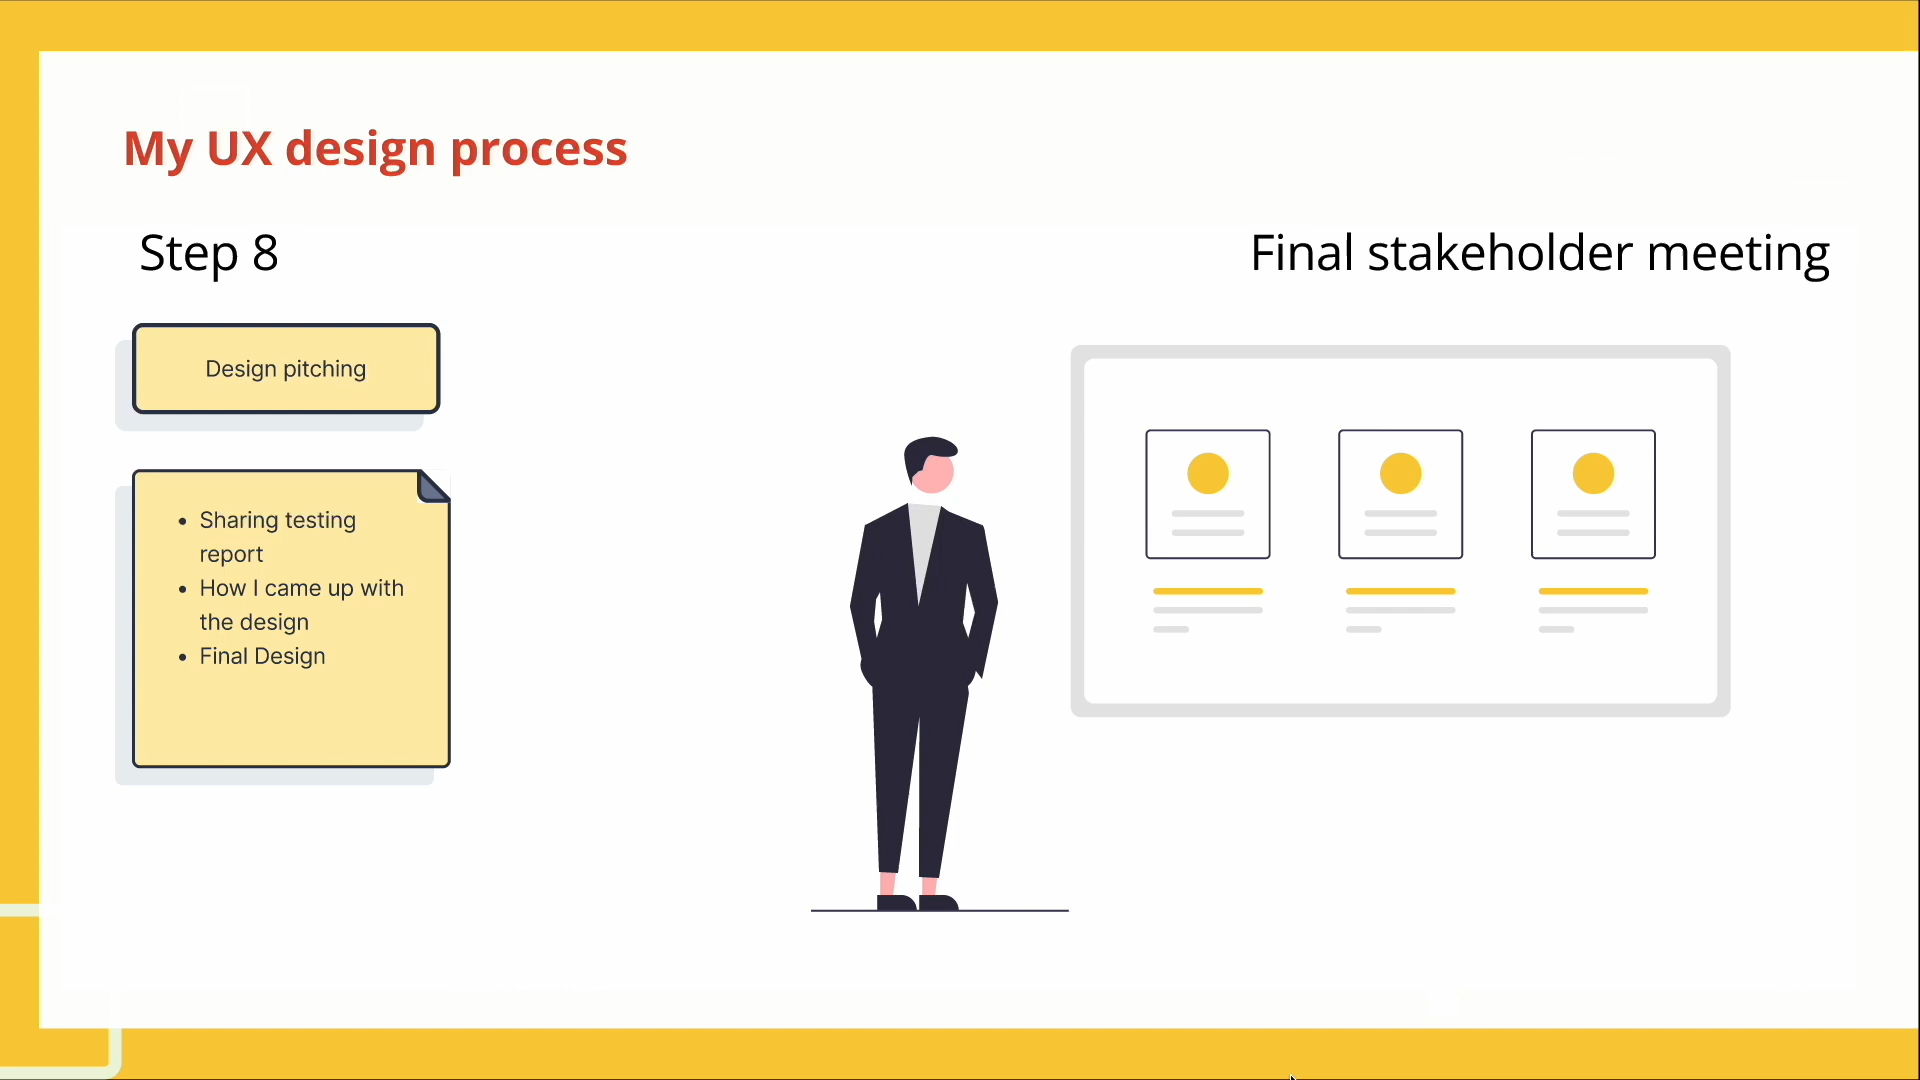 My UX design process
Step 8
Final stakeholder meeting
Design pitching
• Sharing testing
report
• How I came up with
the design
• Final Design